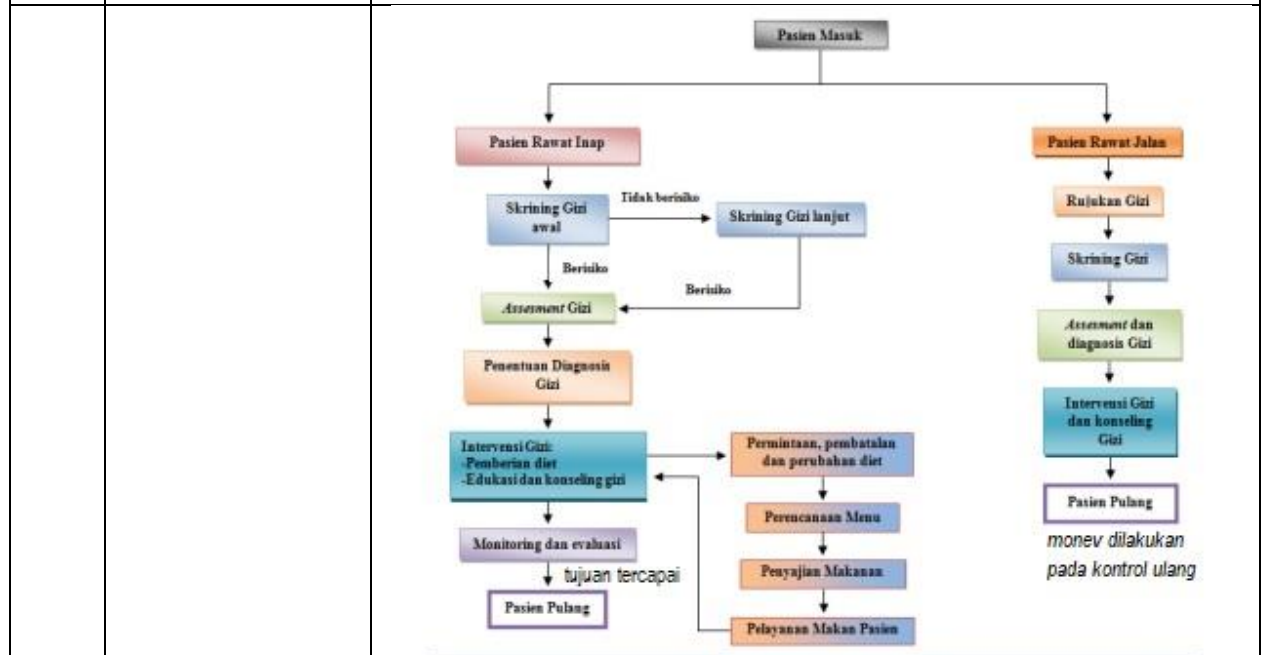 Pasien Masuk
Pasien Rawat Inap
Skrining Gizi
awal
Tidak berisiko
Skrining Gizi lanjut
Berisiko
Berisiko
Assesment Gizi
Penentuan Diagnosis
Gizi
Intervensi Gizi:
-Pemberian diet
-Edukasi dan konseling gizi
Permintaan, pembatalan
dan perubahan diet
Perencanaan Menu
Penyajian Makanan
Pelayanan Makan Pasien
Monitoring dan evaluasi
tujuan tercapai
Pasien Pulang
Pasien Rawat Jalan
Rujukan Gizi
Skrining Gizi
Assesment dan
diagnosis Gizi
Intervensi Gizi
dan konseling
Gizi
Pasien Pulang
monev dilakukan
pada kontrol ulang